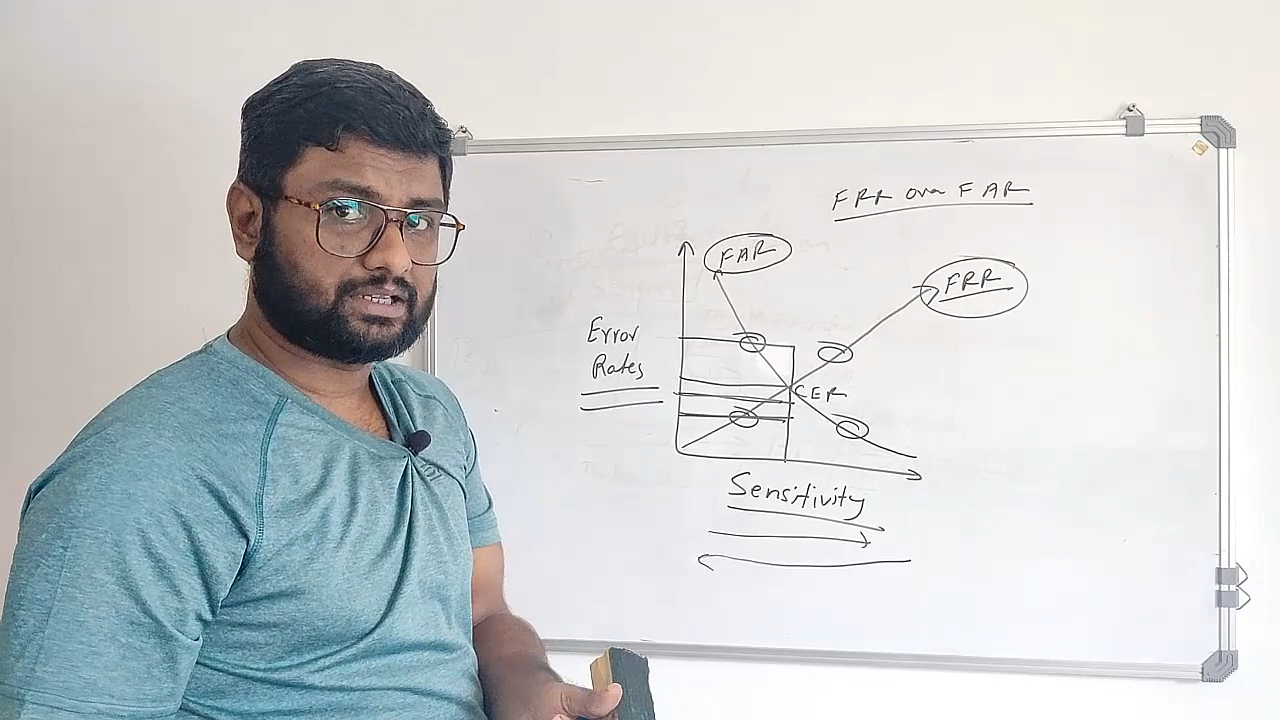 FRR over FAR
FAR
FRR
Error
Rates
CER
Sensitivity